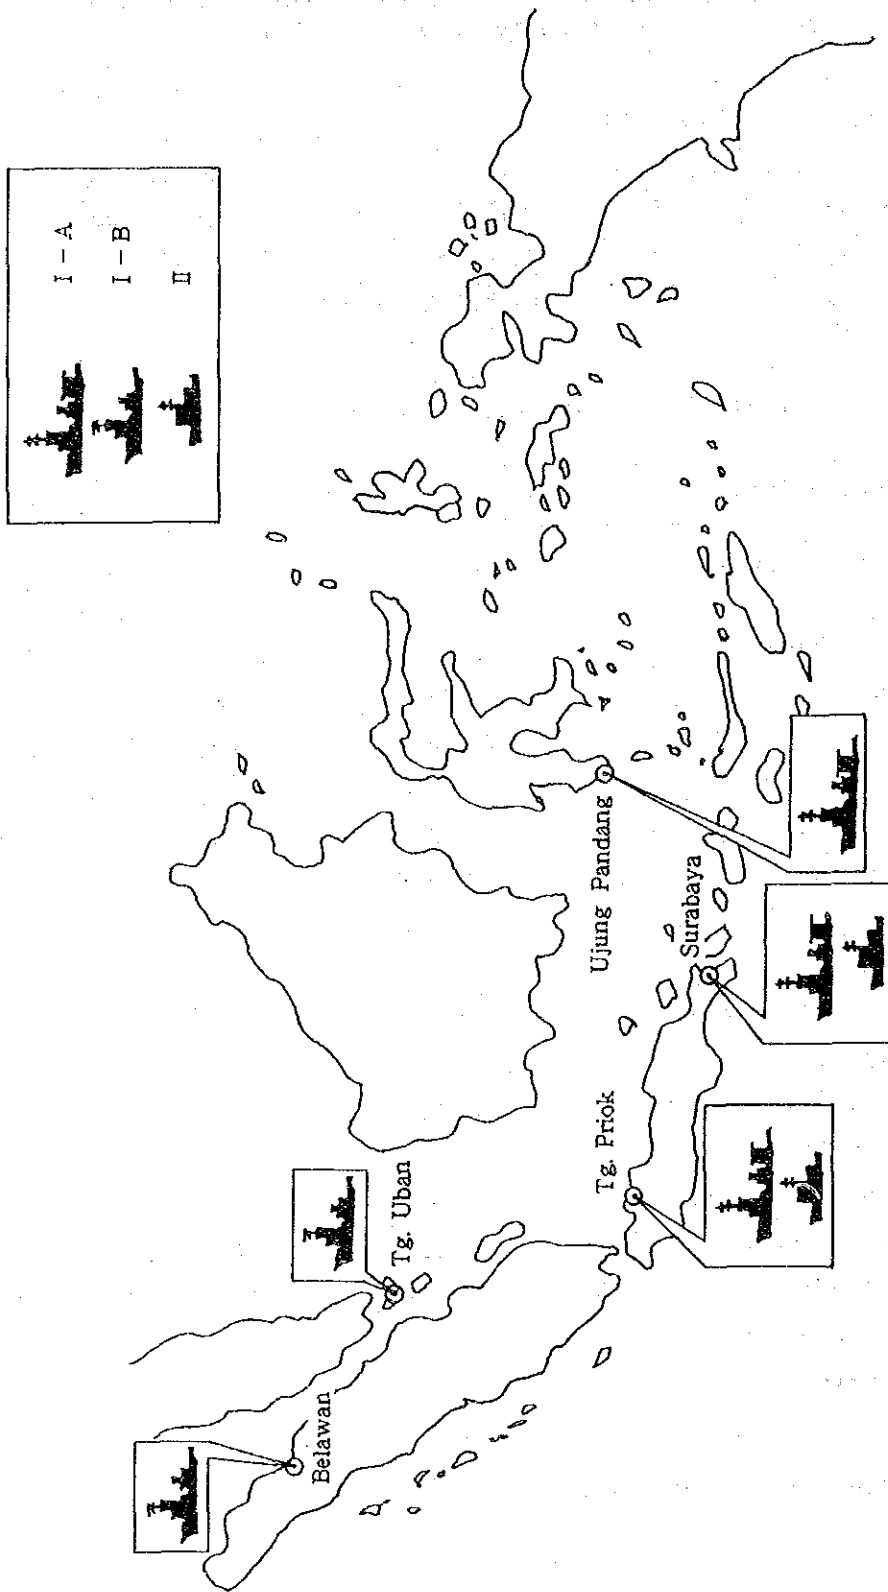 I - A
I - B
II
Belawan
Tg. Uban
Tg. Priok
Surabaya
Ujung Pandang